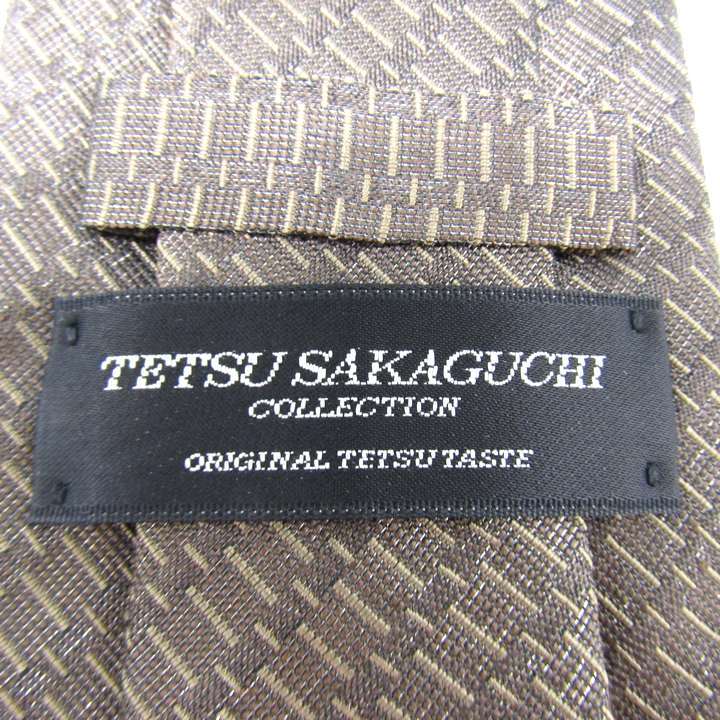 TETSU SAKAGUCHI
COLLECTION
ORIGINAL TETSU TASTE